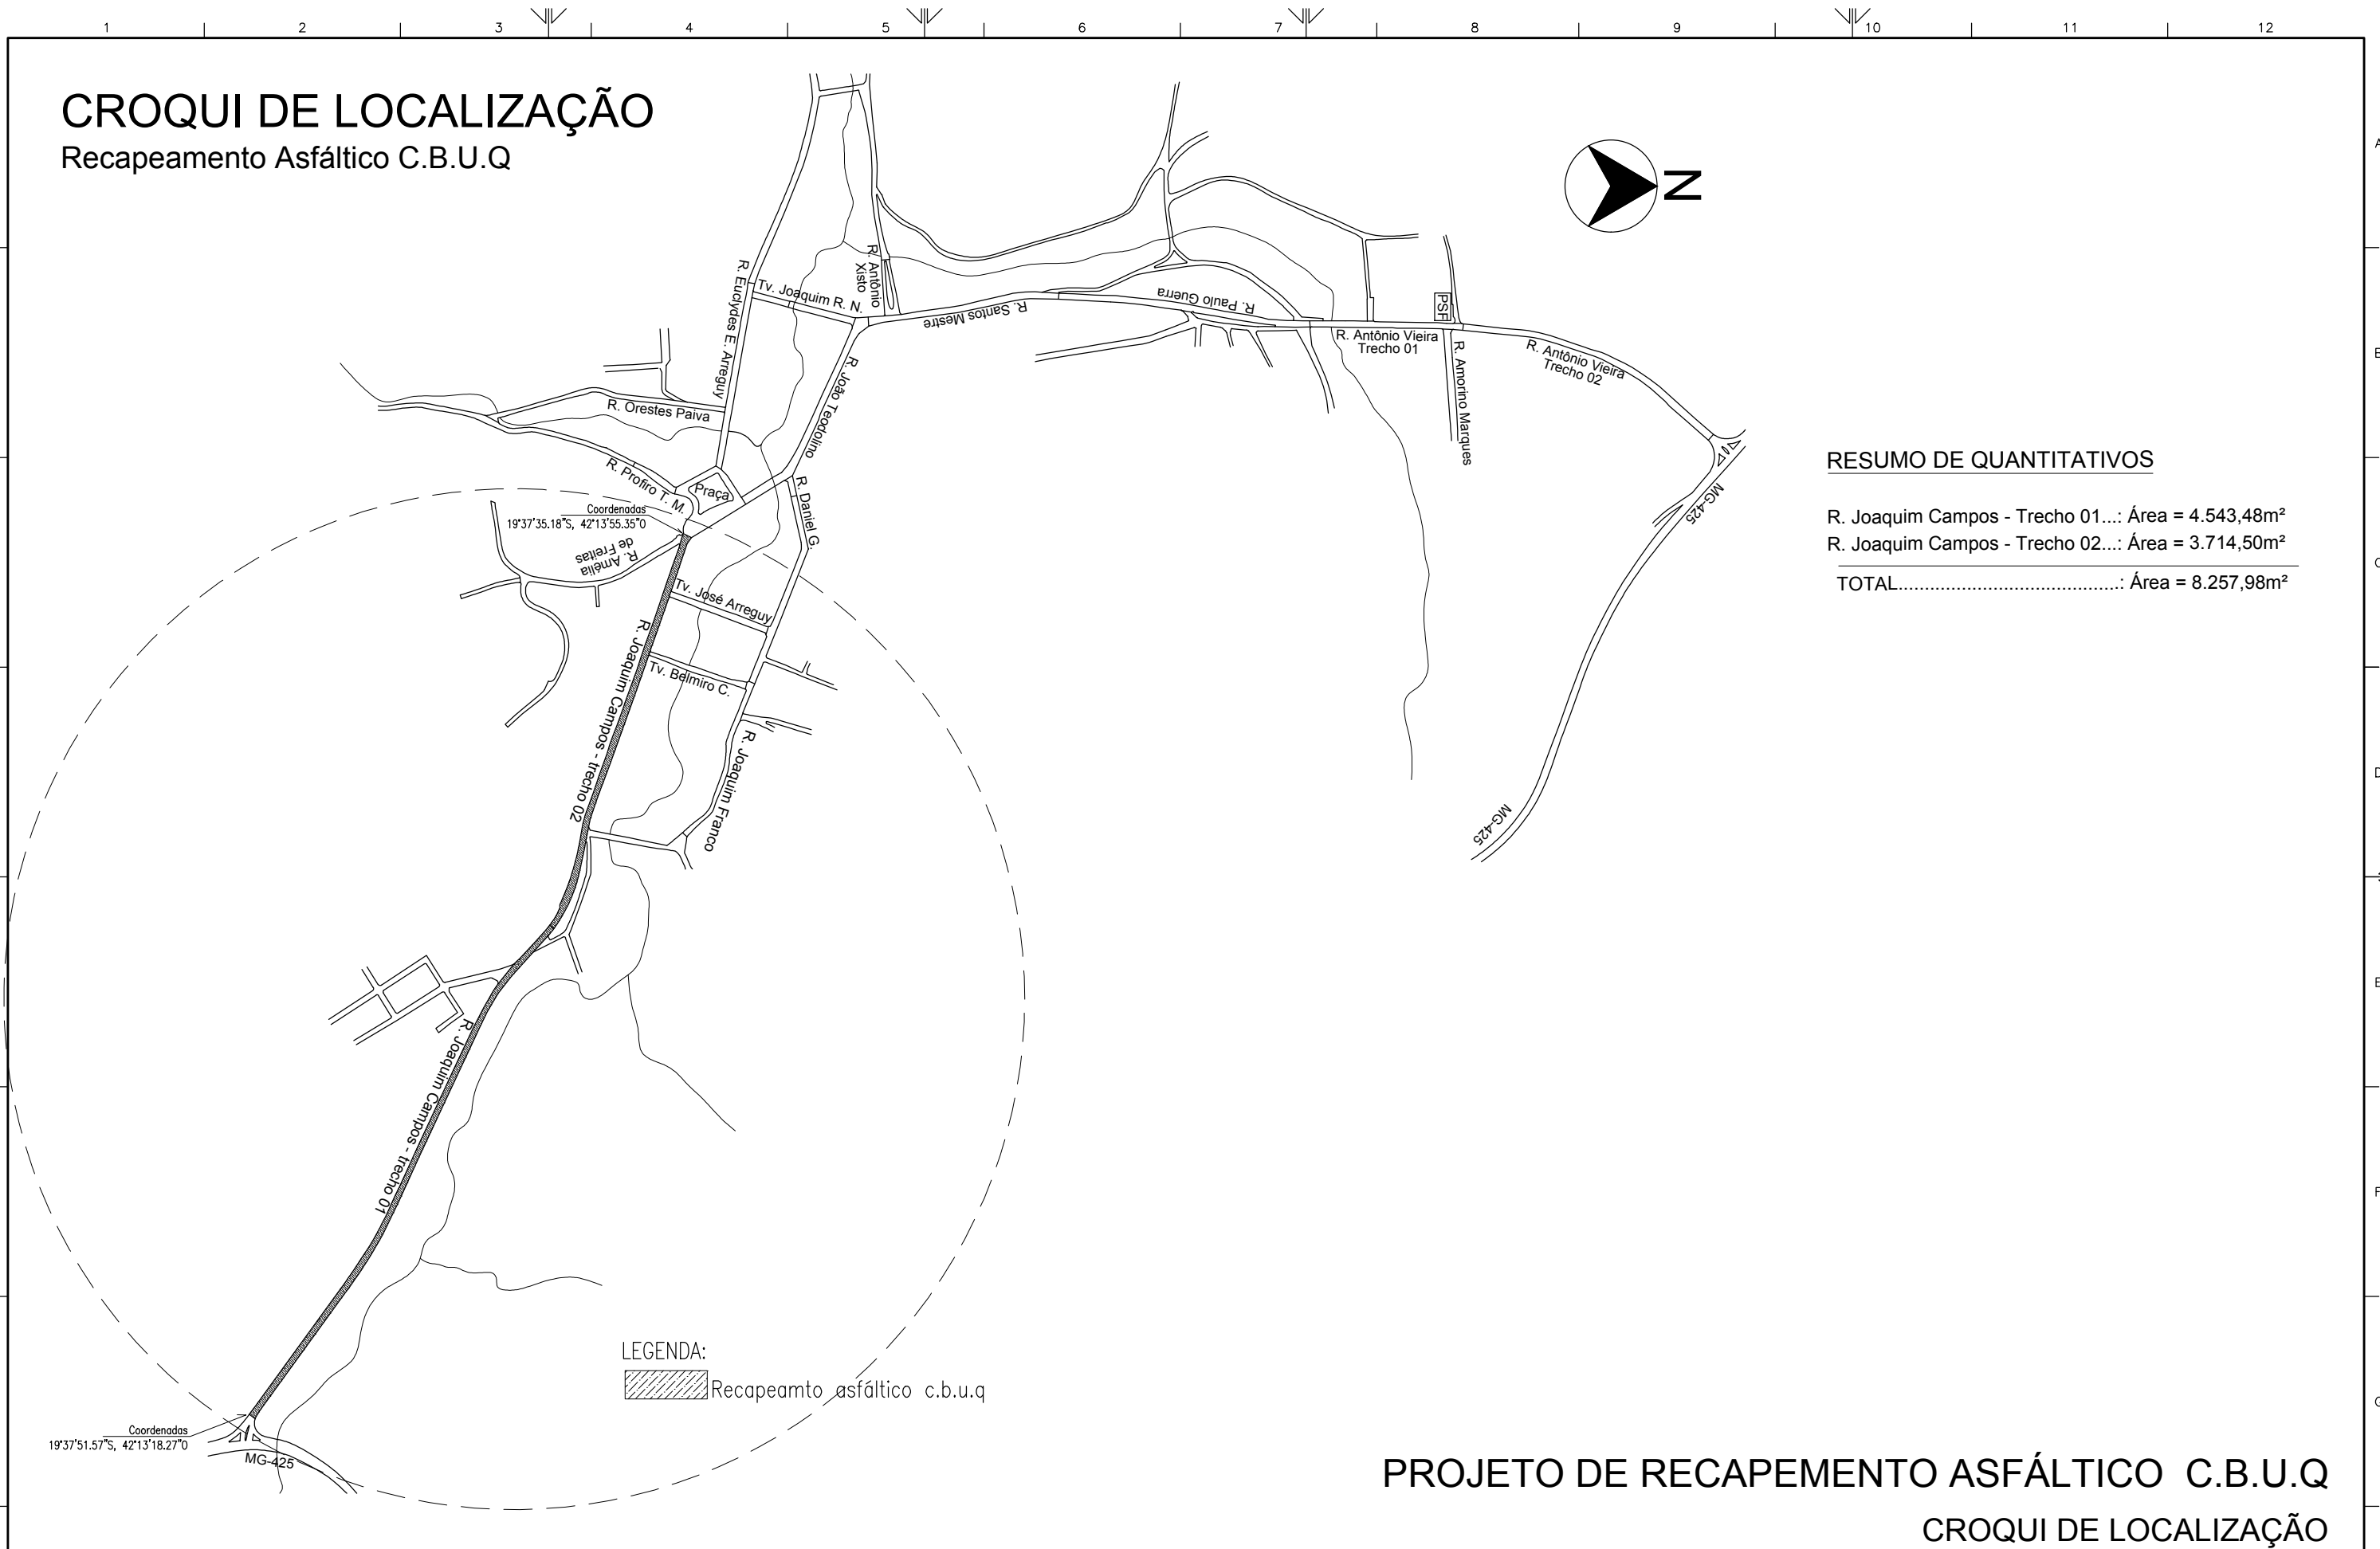 1 2 3 4 5 6 7 8 9 10 11 12
CROQUI DE LOCALIZAÇÃO
Recapeamento Asfáltico C.B.U.Q
A
N
R. Euclydes E. Arreguy
Tv. Joaquim R. N.
R. Antônio
Xisto
R. Santos Mestre
R. Paulo Guerra
PSF
R. Antônio Vieira
Trecho 01
R. Amorino Marques
R. Antônio Vieira
Trecho 02
B
R. João Teodolino
R. Orestes Paiva
R. Profiro T. M.
Praça
R. Daniel G.
MG-425
RESUMO DE QUANTITATIVOS
R. Joaquim Campos - Trecho 01...: Área = 4.543,48m²
R. Joaquim Campos - Trecho 02...: Área = 3.714,50m²
TOTAL..........................................: Área = 8.257,98m²
Coordenadas
19°37'35.18"S, 42°13'55.35"O
R. Amélia
de Freitas
C
Tv. José Arreguy
Tv. Belmiro C.
R. Joaquim Campos - trecho 02
R. Joaquim Franco
D
MG-425
E
R. Joaquim Campos - trecho 01
F
LEGENDA:
Recapeamto asfáltico c.b.u.q
G
Coordenadas
19°37'51.57"S, 42°13'18.27"O
MG-425
PROJETO DE RECAPEMENTO ASFÁLTICO C.B.U.Q
CROQUI DE LOCALIZAÇÃO